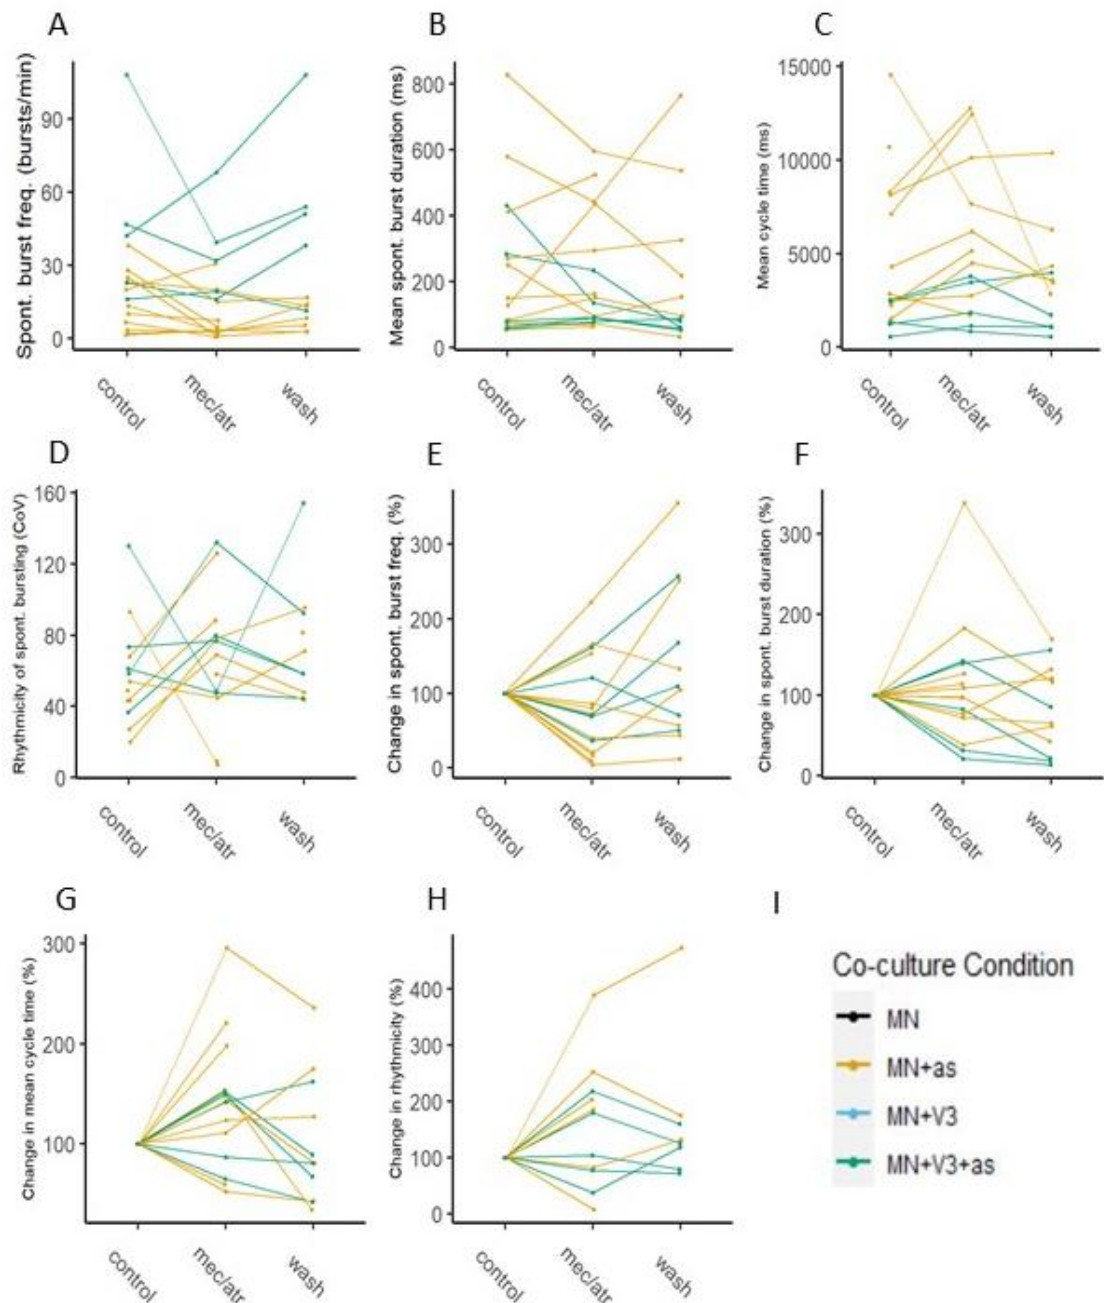 A
Spont. burst freq. (bursts/min)
90
60
30
0
control
mec/atr
wash
B
Mean spont. burst duration (ms)
800
600
400
200
0
control
mec/atr
wash
C
Mean cycle time (ms)
15000
10000
5000
0
control
mec/atr
wash
D
Rhythmicity of spont. bursting (CoV)
160
120
80
40
0
control
mec/atr
wash
E
Change in spont. burst freq. (%)
300
200
100
0
control
mec/atr
wash
F
Change in spont. burst duration (%)
300
200
100
0
control
mec/atr
wash
G
Change in mean cycle time (%)
300
200
100
control
mec/atr
wash
H
Change in rhythmicity (%)
400
300
200
100
0
control
mec/atr
wash
I
Co-culture Condition
MN
MN+as
MN+V3
MN+V3+as